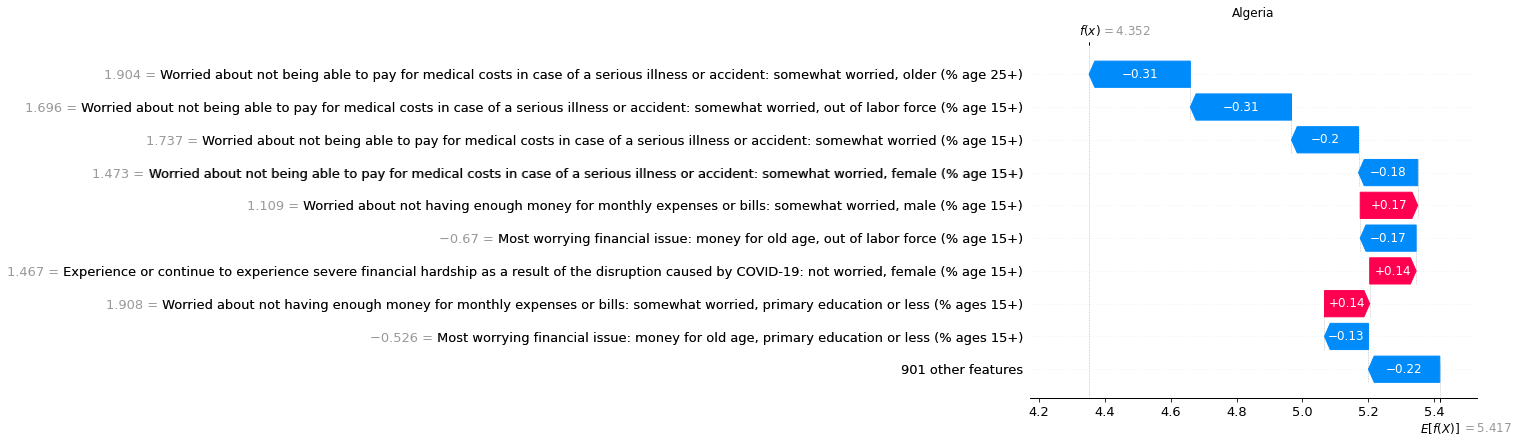 Algeria
f(x) = 4.352
1.904 = Worried about not being able to pay for medical costs in case of a serious illness or accident: somewhat worried, older (% age 25+)
−0.31
1.696 = Worried about not being able to pay for medical costs in case of a serious illness or accident: somewhat worried, out of labor force (% age 15+)
−0.31
1.737 = Worried about not being able to pay for medical costs in case of a serious illness or accident: somewhat worried (% age 15+)
−0.2
1.473 = Worried about not being able to pay for medical costs in case of a serious illness or accident: somewhat worried, female (% age 15+)
−0.18
1.109 = Worried about not having enough money for monthly expenses or bills: somewhat worried, male (% age 15+)
+0.17
−0.67 = Most worrying financial issue: money for old age, out of labor force (% age 15+)
−0.17
1.467 = Experience or continue to experience severe financial hardship as a result of the disruption caused by COVID-19: not worried, female (% age 15+)
+0.14
1.908 = Worried about not having enough money for monthly expenses or bills: somewhat worried, primary education or less (% ages 15+)
+0.14
−0.526 = Most worrying financial issue: money for old age, primary education or less (% ages 15+)
−0.13
901 other features
−0.22
4.2 4.4 4.6 4.8 5.0 5.2 5.4
E[f(X)] = 5.417